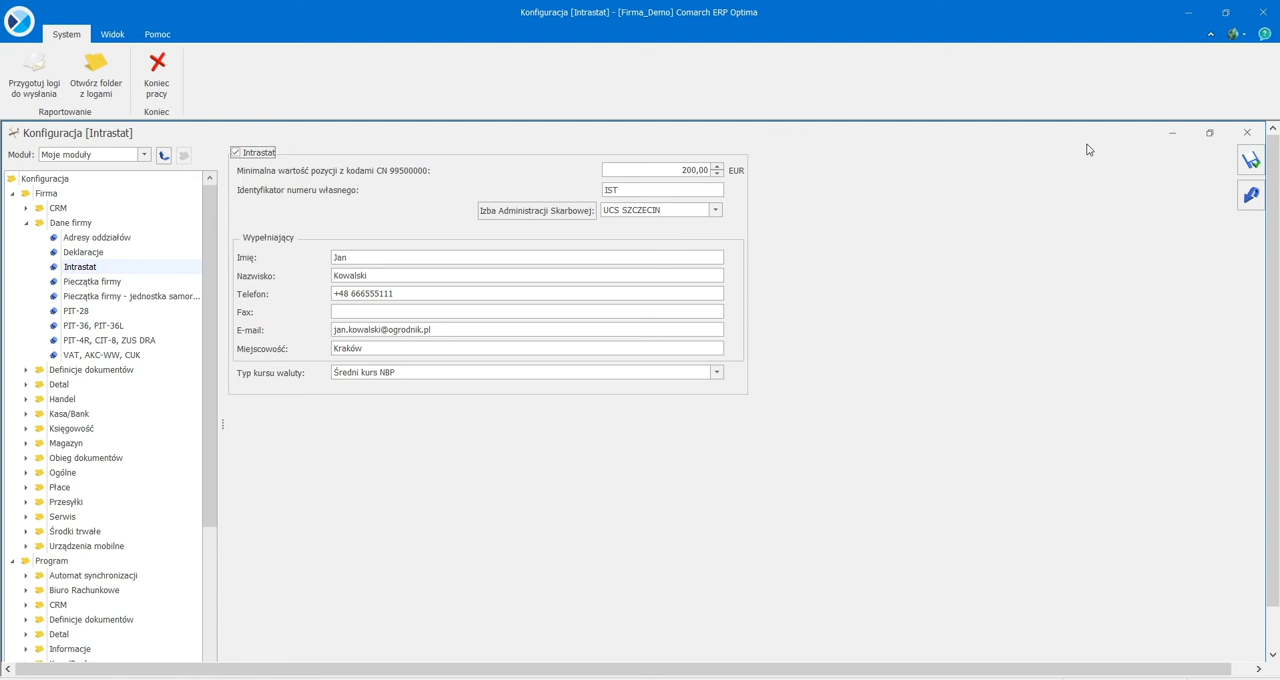 Konfiguracja [Intrastat] - [Firma_Demo] Comarch ERP Optima
System Widok Pomoc
Przygotuj logi do wysłania
Otwórz folder z logami
Koniec pracy
Raportowanie Koniec
Konfiguracja [Intrastat]
Moduł: Moje moduły
Konfiguracja
Firma
CRM
Dane firmy
Adresy oddziałów
Deklaracje
Intrastat
Pieczątka firmy
Pieczątka firmy - jednostka samor...
PIT-28
PIT-36, PIT-36L
PIT-4R, CIT-8, ZUS DRA
VAT, AKC-WW, CUK
Definicje dokumentów
Detal
Handel
Kasa/Bank
Księgowość
Magazyn
Obieg dokumentów
Ogólne
Płace
Przesyłki
Serwis
Środki trwałe
Urządzenia mobilne
Program
Automat synchronizacji
Biuro Rachunkowe
CRM
Definicje dokumentów
Detal
Informacje
Intrastat
Minimalna wartość pozycji z kodami CN 99500000: 200,00 EUR
Identyfikator numeru własnego: IST
Izba Administracji Skarbowej: UCS SZCZECIN
Wypełniający
Imię: Jan
Nazwisko: Kowalski
Telefon: +48 666555111
Fax:
E-mail: jan.kowalski@ogrodnik.pl
Miejscowość: Kraków
Typ kursu waluty: Średni kurs NBP